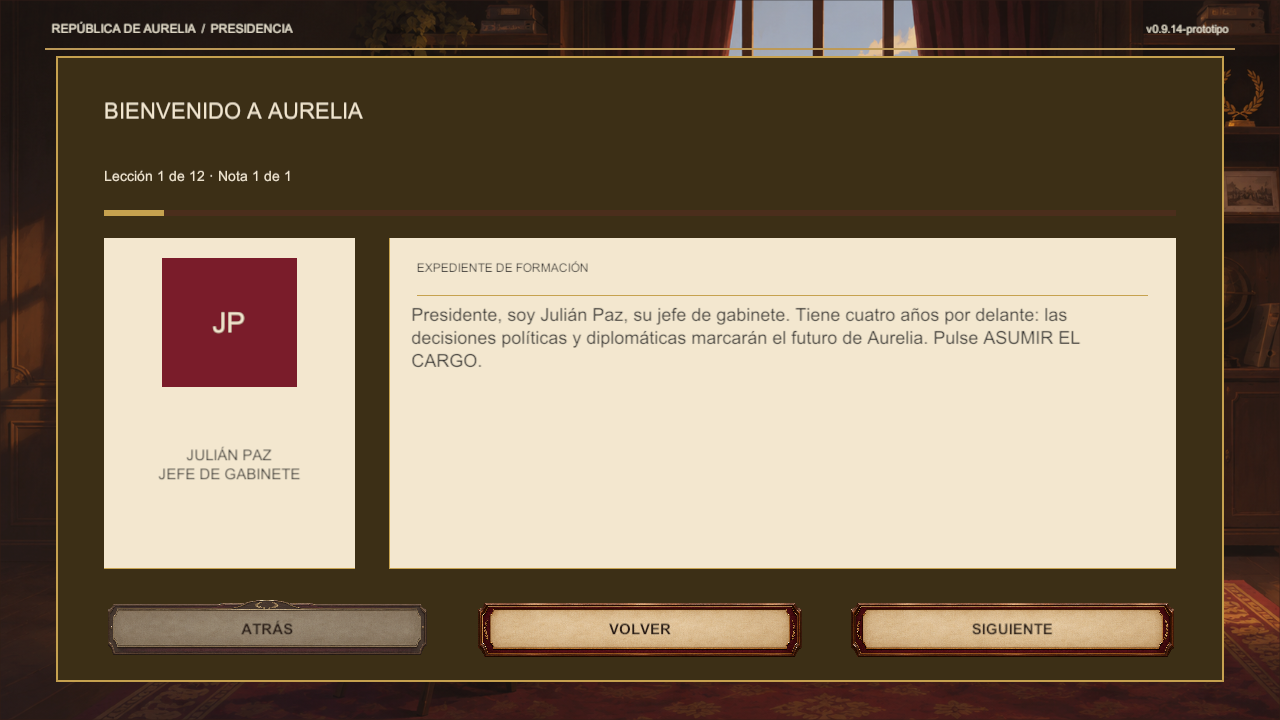 REPÚBLICA DE AURELIA / PRESIDENCIA
v0.9.14-prototipo
BIENVENIDO A AURELIA
Lección 1 de 12 · Nota 1 de 1
JP
JULIÁN PAZ
JEFE DE GABINETE
EXPEDIENTE DE FORMACIÓN
Presidente, soy Julián Paz, su jefe de gabinete. Tiene cuatro años por delante: las
decisiones políticas y diplomáticas marcarán el futuro de Aurelia. Pulse ASUMIR EL
CARGO.
ATRÁS
VOLVER
SIGUIENTE